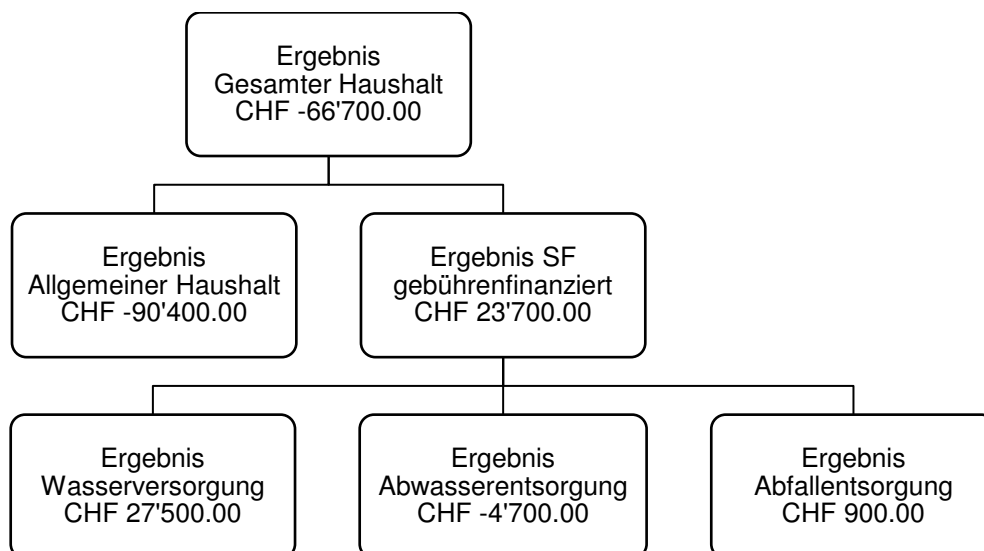 Ergebnis
Gesamter Haushalt
CHF -66'700.00
Ergebnis
Allgemeiner Haushalt
CHF -90'400.00
Ergebnis SF
gebührenfinanziert
CHF 23'700.00
Ergebnis
Wasserversorgung
CHF 27'500.00
Ergebnis
Abwasserentsorgung
CHF -4'700.00
Ergebnis
Abfallentsorgung
CHF 900.00